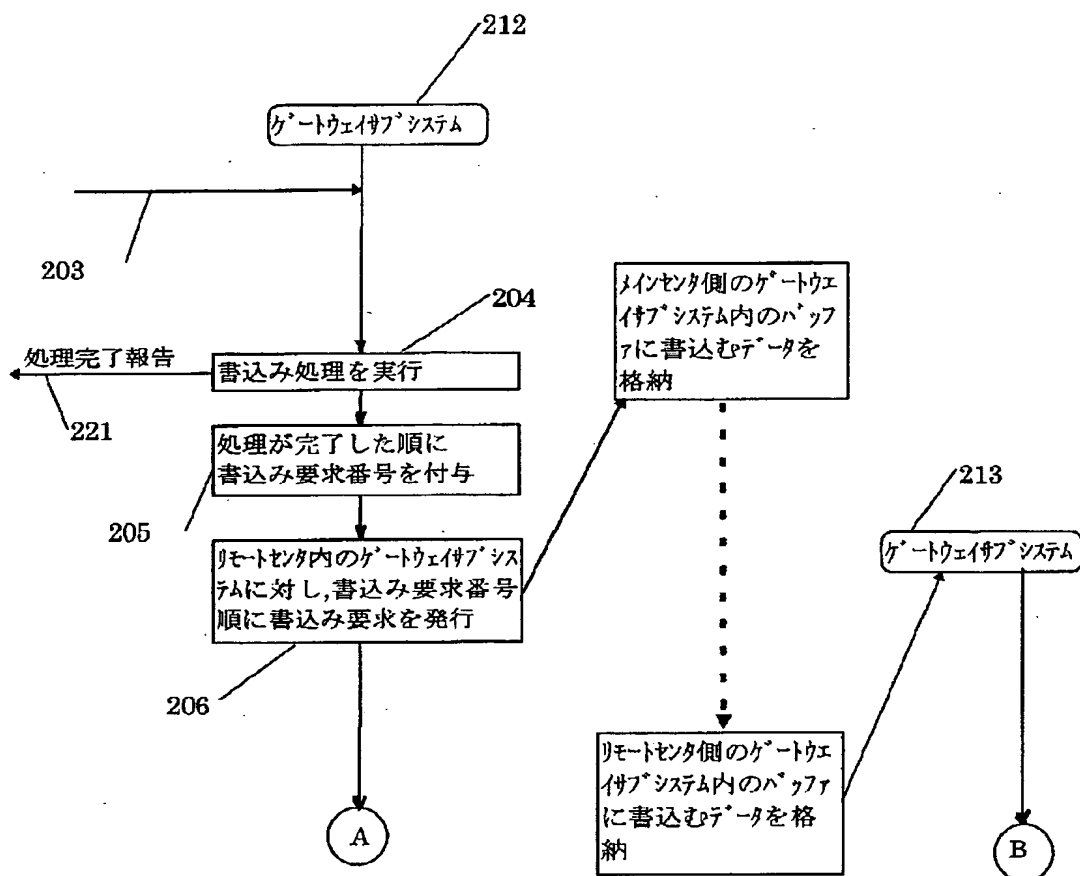 212
ｹﾞｰﾄｳｪｲｻﾌﾞｼｽﾃﾑ
203
204
処理完了報告
書込み処理を実行
221
処理が完了した順に
書込み要求番号を付与
205
ﾘﾓｰﾄｾﾝﾀ内のｹﾞｰﾄｳｪｲｻﾌﾞｼｽ
ﾃﾑに対し,書込み要求番号
順に書込み要求を発行
206
A
ﾒｲﾝｾﾝﾀ側のｹﾞｰﾄｳｴ
ｲｻﾌﾞｼｽﾃﾑ内のﾊﾞｯﾌ
ｧに書込むﾃﾞｰﾀを
格納
ﾘﾓｰﾄｾﾝﾀ側のｹﾞｰﾄｳｴ
ｲｻﾌﾞｼｽﾃﾑ内のﾊﾞｯﾌｧ
に書込むﾃﾞｰﾀを格
納
213
ｹﾞｰﾄｳｪｲｻﾌﾞｼｽﾃﾑ
B